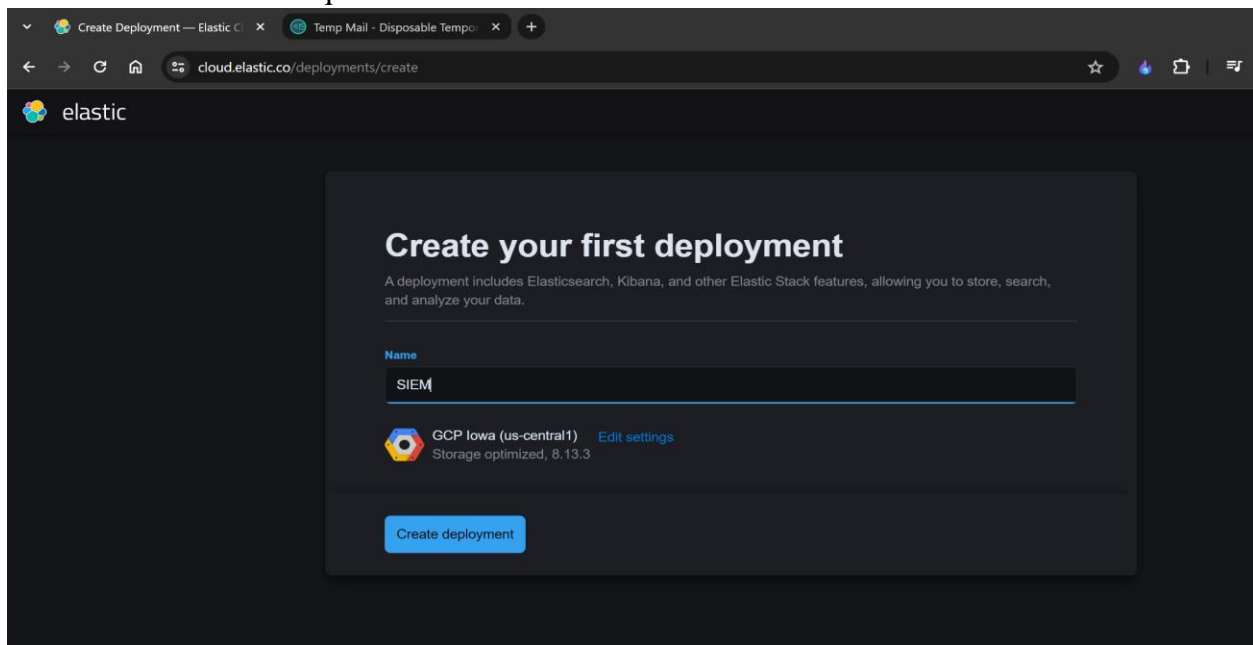 Create Deployment — Elastic C
Temp Mail - Disposable Tempo
cloud.elastic.co/deployments/create
elastic
Create your first deployment
A deployment includes Elasticsearch, Kibana, and other Elastic Stack features, allowing you to store, search,
and analyze your data.
Name
SIEM
GCP Iowa (us-central1) Edit settings
Storage optimized, 8.13.3
Create deployment